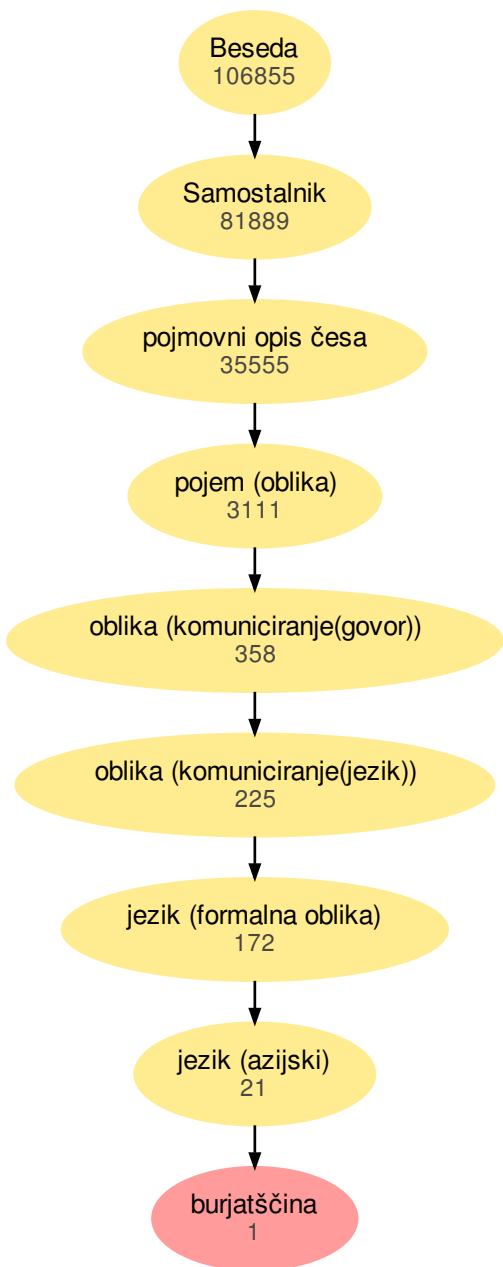 Beseda
106855
Samostalnik
81889
pojmovni opis česa
35555
pojem (oblika)
3111
oblika (komuniciranje(govor))
358
oblika (komuniciranje(jezik))
225
jezik (formalna oblika)
172
jezik (azijski)
21
burjatščina
1